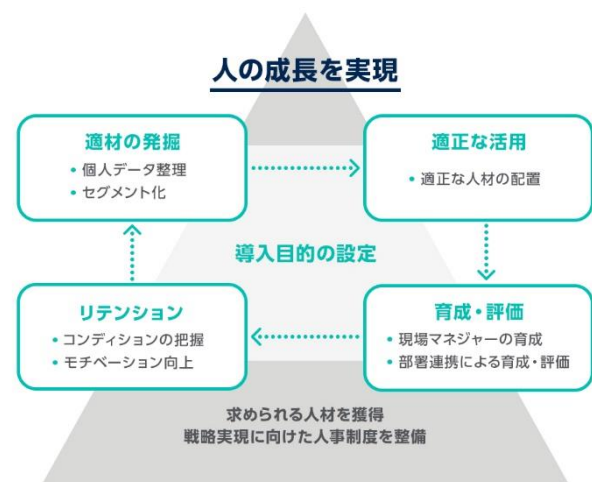 人の成長を実現
適材の発掘
• 個人データ整理
• セグメント化
適正な活用
• 適正な人材の配置
導入目的の設定
リテンション
• コンディションの把握
• モチベーション向上
育成・評価
• 現場マネジャーの育成
• 部署連携による育成・評価
求められる人材を獲得
戦略実現に向けた人事制度を整備